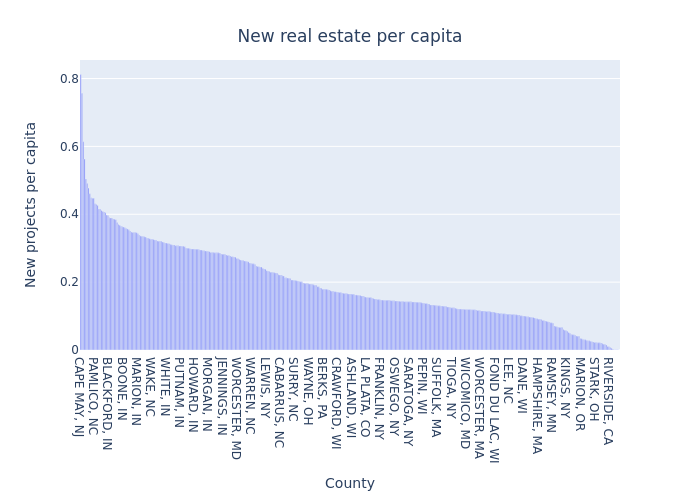 New real estate per capita
New projects per capita
0.8
0.6
0.4
0.2
0
CAPE MAY, NJ
PAMLICO, NC
BLACKFORD, IN
BOONE, IN
MARION, IN
WAKE, NC
WHITE, IN
PUTNAM, IN
HOWARD, IN
MORGAN, IN
JENNINGS, IN
WORCESTER, MD
WARREN, NC
LEWIS, NY
CABARRUS, NC
SURRY, NC
WAYNE, OH
BERKS, PA
CRAWFORD, WI
ASHLAND, WI
LA PLATA, CO
FRANKLIN, NY
OSWEGO, NY
SARATOGA, NY
PEPIN, WI
SUFFOLK, MA
TIOGA, NY
WICOMICO, MD
WORCESTER, MA
FOND DU LAC, WI
LEE, NC
DANE, WI
HAMPSHIRE, MA
RAMSEY, MN
KINGS, NY
MARION, OR
STARK, OH
RIVERSIDE, CA
County